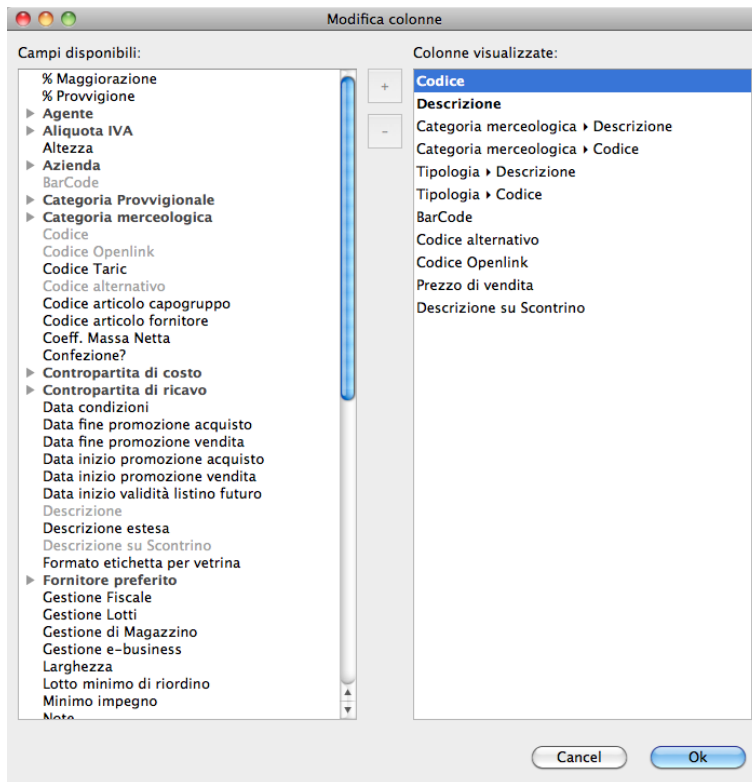 Modifica colonne
Campi disponibili:
% Maggiorazione
% Provvigione
Agente
Aliquota IVA
Altezza
Azienda
BarCode
Categoria Provvigionale
Categoria merceologica
Codice
Codice Openlink
Codice Taric
Codice alternativo
Codice articolo capogruppo
Codice articolo fornitore
Coeff. Massa Netta
Confezione?
Contropartita di costo
Contropartita di ricavo
Data condizioni
Data fine promozione acquisto
Data fine promozione vendita
Data inizio promozione acquisto
Data inizio promozione vendita
Data inizio validità listino futuro
Descrizione
Descrizione estesa
Descrizione su Scontrino
Formato etichetta per vetrina
Fornitore preferito
Gestione Fiscale
Gestione Lotti
Gestione di Magazzino
Gestione e-business
Larghezza
Lotto minimo di riordino
Minimo impegno
Note
+
-
Colonne visualizzate:
Codice
Descrizione
Categoria merceologica ▸ Descrizione
Categoria merceologica ▸ Codice
Tipologia ▸ Descrizione
Tipologia ▸ Codice
BarCode
Codice alternativo
Codice Openlink
Prezzo di vendita
Descrizione su Scontrino
Cancel
Ok